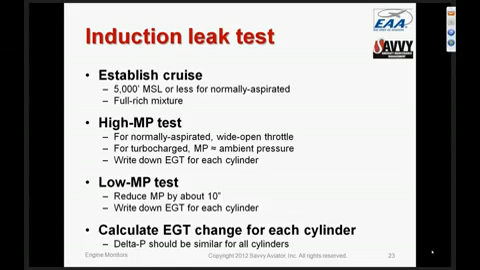 Induction leak test
EAA
SAVVY
• Establish cruise
– 5,000' MSL or less for normally-aspirated
– Full-rich mixture
• High-MP test
– For normally-aspirated, wide-open throttle
– For turbocharged, MP ≈ ambient pressure
– Write down EGT for each cylinder
• Low-MP test
– Reduce MP by about 10"
– Write down EGT for each cylinder
• Calculate EGT change for each cylinder
– Delta-P should be similar for all cylinders
Engine Monitors
Copyright 2012 Savvy Aviator, Inc. All rights reserved.
23